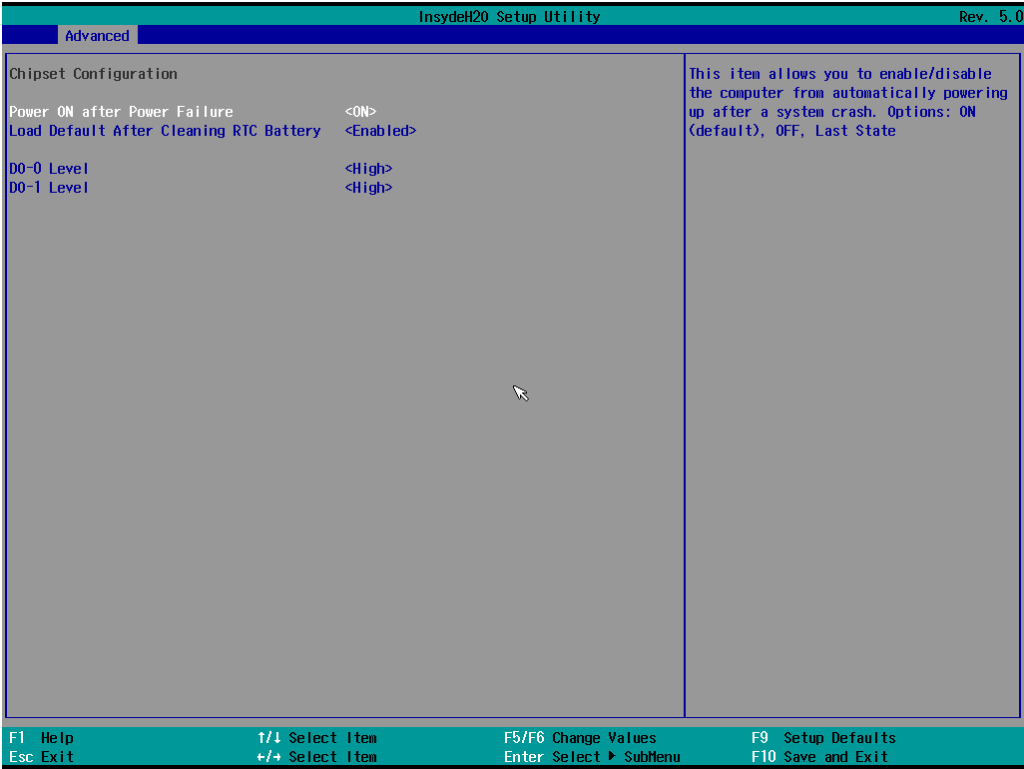 InsydeH20 Setup Utility Rev. 5.0
Advanced
Chipset Configuration
Power ON after Power Failure <ON>
Load Default After Cleaning RTC Battery <Enabled>
DO-0 Level <High>
DO-1 Level <High>
This item allows you to enable/disable
the computer from automatically powering
up after a system crash. Options: ON
(default), OFF, Last State
F1 Help ↑/↓ Select Item F5/F6 Change Values F9 Setup Defaults
Esc Exit ←/→ Select Item Enter Select ▶ SubMenu F10 Save and Exit